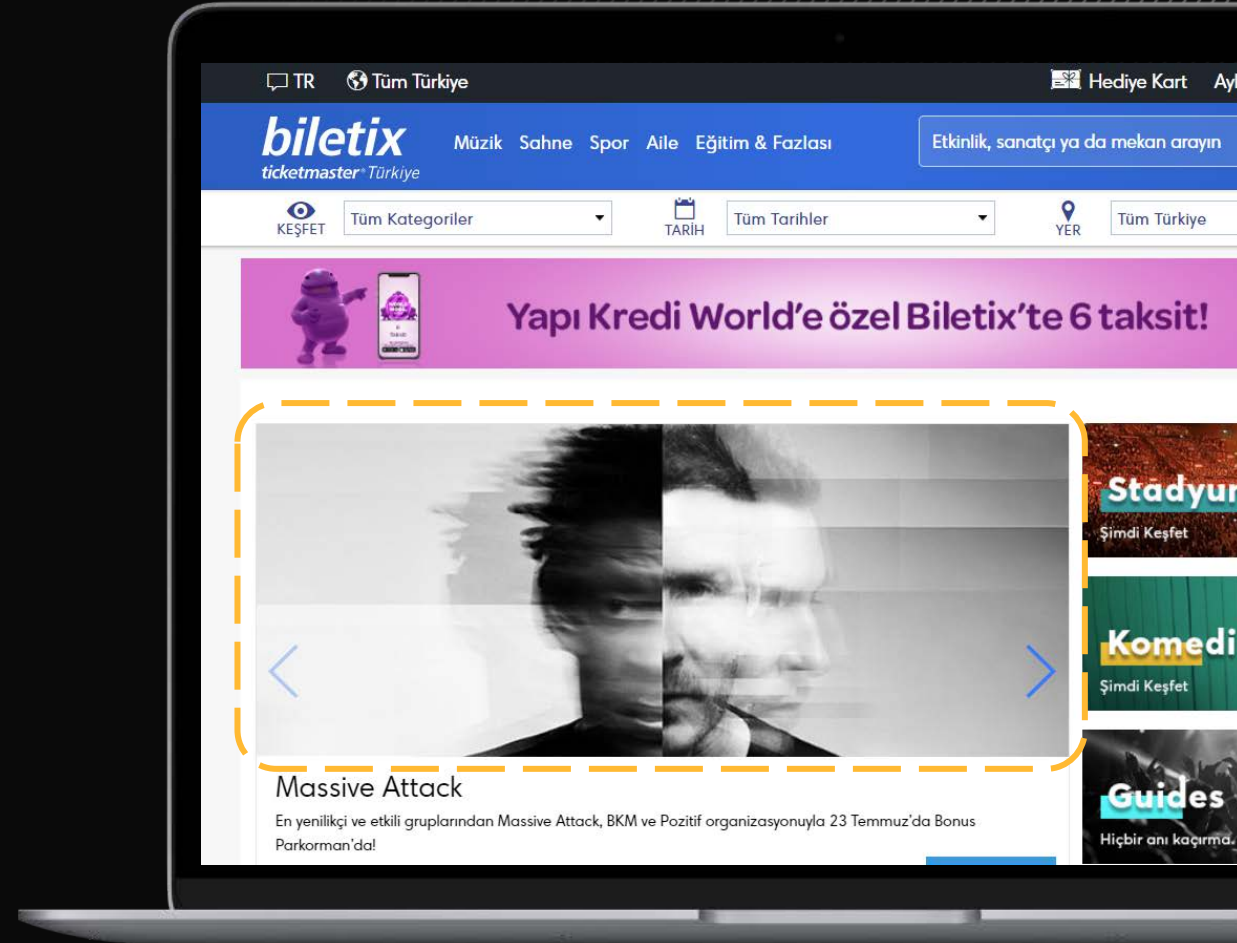 TR Tüm Türkiye Hediye Kart
biletix
ticketmaster® Türkiye
Müzik Sahne Spor Aile Eğitim & Fazlası
Etkinlik, sanatçı ya da mekan arayın
KEŞFET
Tüm Kategoriler
TARİH
Tüm Tarihler
YER
Tüm Türkiye
Yapı Kredi World’e özel Biletix’te 6 taksit!
Massive Attack
En yenilikçi ve etkili gruplarından Massive Attack, BKM ve Pozitif organizasyonuyla 23 Temmuz’da Bonus
Parkorman’da!
Şimdi Keşfet
Komedi
Şimdi Keşfet
Guides
Hiçbir anı kaçırma.